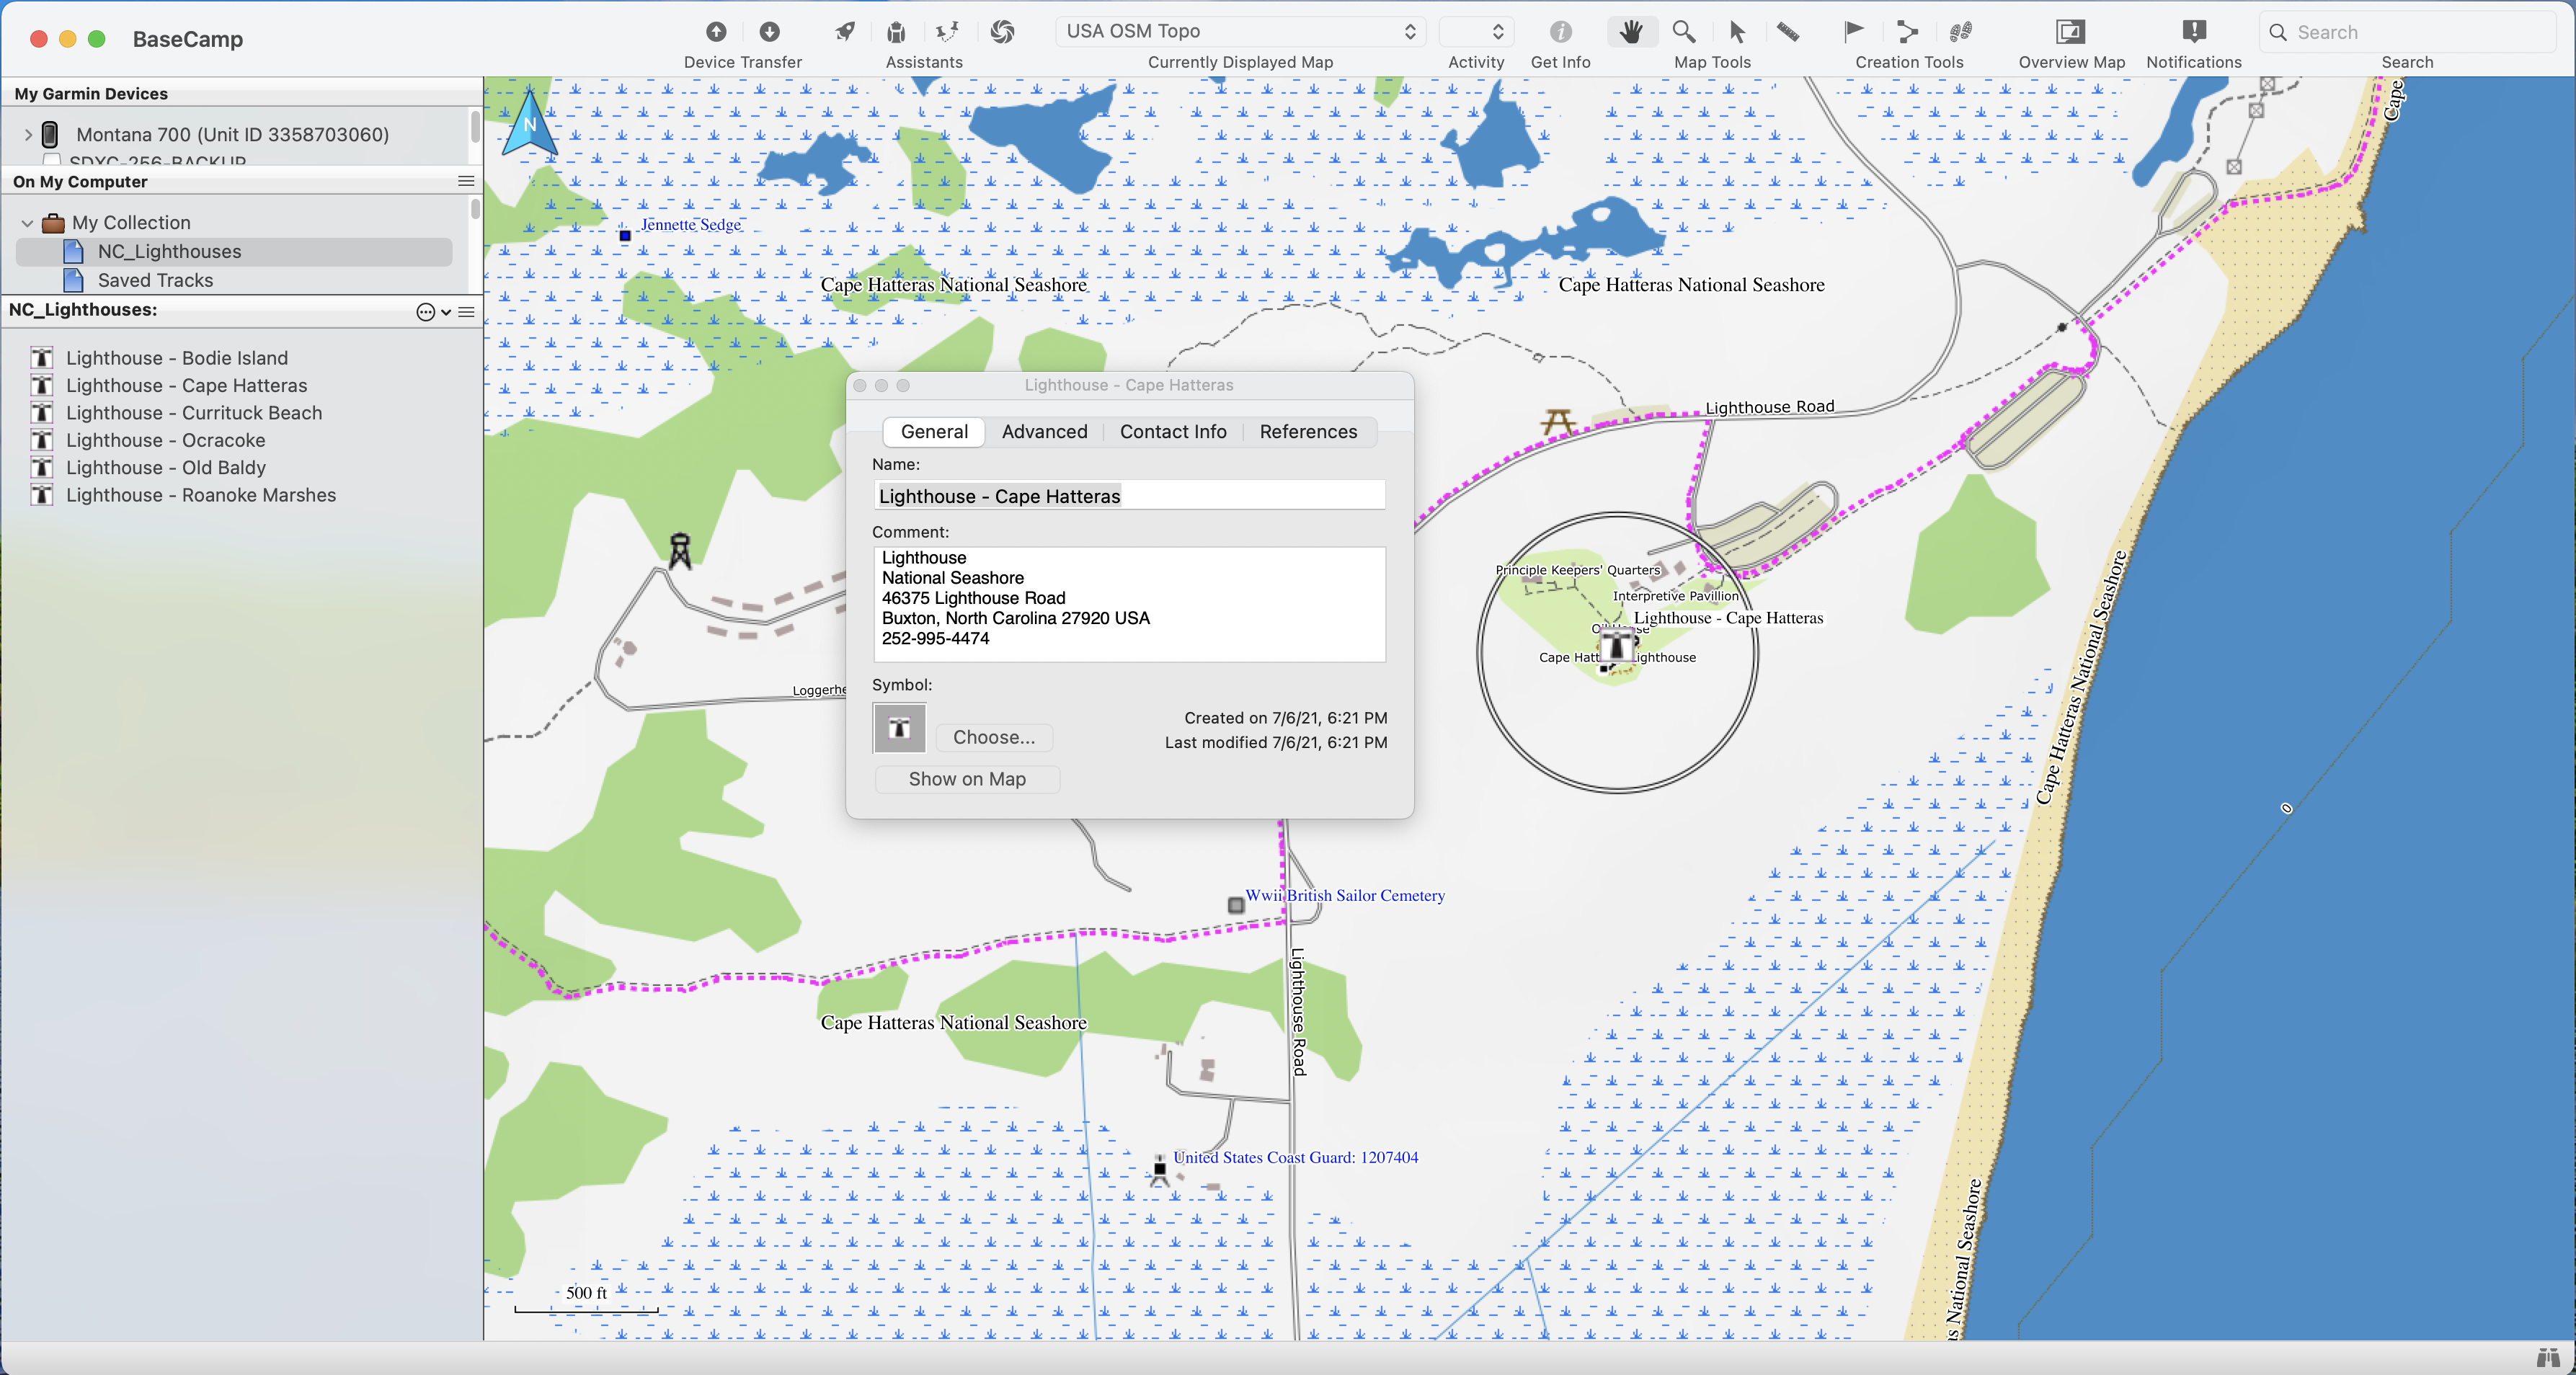 BaseCamp
Device Transfer
Assistants
USA OSM Topo
Currently Displayed Map
Activity
Get Info
Map Tools
Creation Tools
Overview Map
Notifications
Search
Search
My Garmin Devices
Montana 700 (Unit ID 3358703060)
SDXC-256-BACKUP
On My Computer
My Collection
NC_Lighthouses
Saved Tracks
NC_Lighthouses:
Lighthouse - Bodie Island
Lighthouse - Cape Hatteras
Lighthouse - Currituck Beach
Lighthouse - Ocracoke
Lighthouse - Old Baldy
Lighthouse - Roanoke Marshes
N
Cape
Jennette Sedge
Cape Hatteras National Seashore
Cape Hatteras National Seashore
Lighthouse Road
Lighthouse - Cape Hatteras
General
Advanced
Contact Info
References
Name:
Lighthouse - Cape Hatteras
Comment:
Lighthouse
National Seashore
46375 Lighthouse Road
Buxton, North Carolina 27920 USA
252-995-4474
Symbol:
Choose...
Created on 7/6/21, 6:21 PM
Last modified 7/6/21, 6:21 PM
Show on Map
Principle Keepers' Quarters
Interpretive Pavillion
Lighthouse - Cape Hatteras
Cape Hatt ighthouse
Loggerhe
Cape Hatteras National Seashore
0
Wwii British Sailor Cemetery
Lighthouse Road
Cape Hatteras National Seashore
United States Coast Guard: 1207404
as National Seashore
500 ft